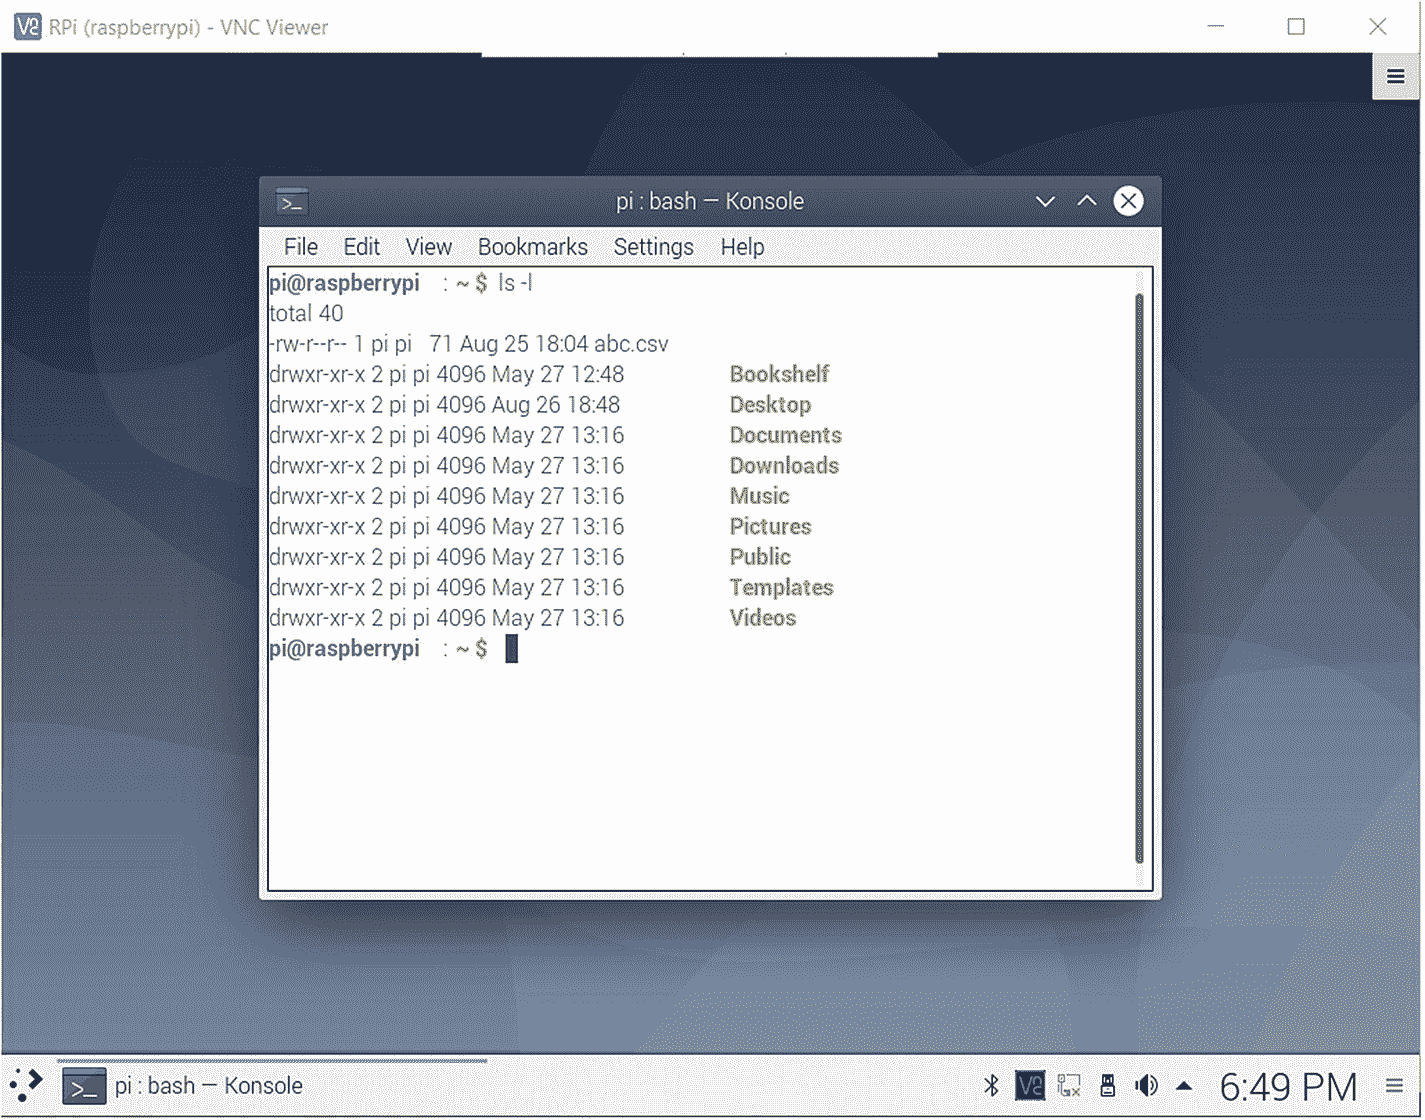 RPi (raspberrypi) - VNC Viewer
pi : bash — Konsole
File Edit View Bookmarks Settings Help
pi@raspberrypi : ~ $ ls -l
total 40
-rw-r--r-- 1 pi pi 71 Aug 25 18:04 abc.csv
drwxr-xr-x 2 pi pi 4096 May 27 12:48 Bookshelf
drwxr-xr-x 2 pi pi 4096 Aug 26 18:48 Desktop
drwxr-xr-x 2 pi pi 4096 May 27 13:16 Documents
drwxr-xr-x 2 pi pi 4096 May 27 13:16 Downloads
drwxr-xr-x 2 pi pi 4096 May 27 13:16 Music
drwxr-xr-x 2 pi pi 4096 May 27 13:16 Pictures
drwxr-xr-x 2 pi pi 4096 May 27 13:16 Public
drwxr-xr-x 2 pi pi 4096 May 27 13:16 Templates
drwxr-xr-x 2 pi pi 4096 May 27 13:16 Videos
pi@raspberrypi : ~ $
pi : bash — Konsole 6:49 PM